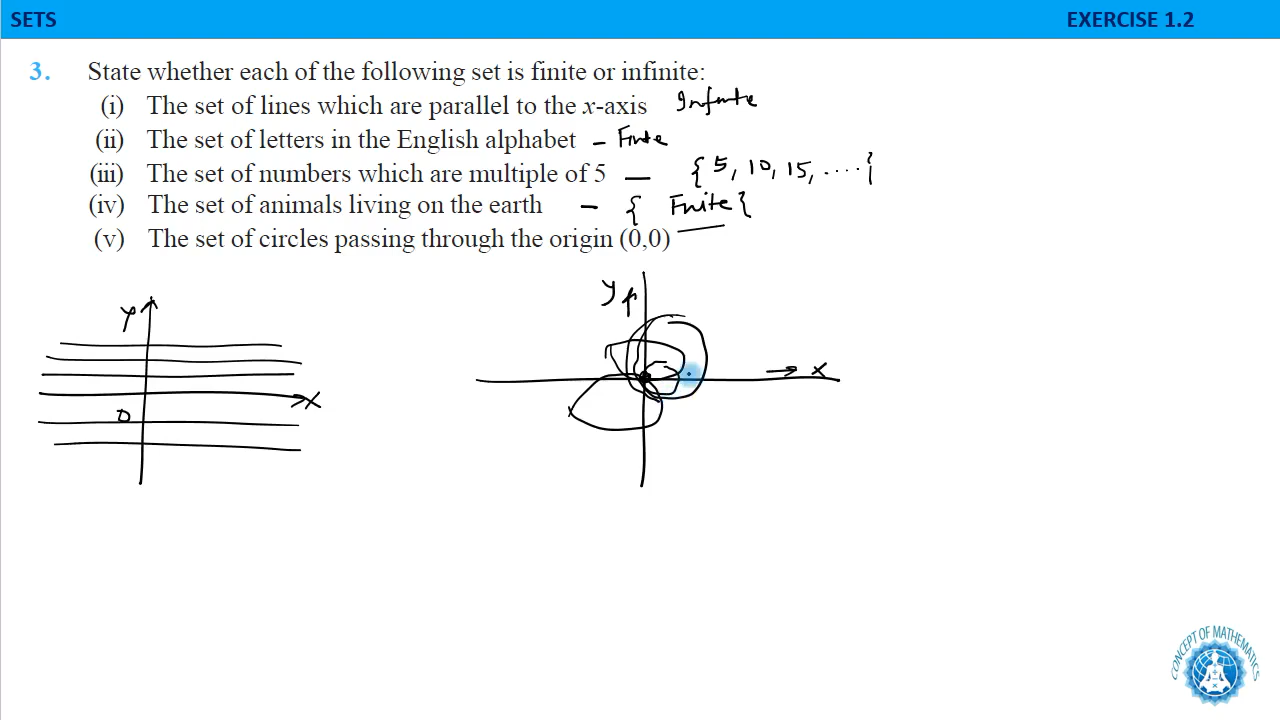 SETS EXERCISE 1.2
3. State whether each of the following set is finite or infinite:
(i) The set of lines which are parallel to the x-axis Infinite
(ii) The set of letters in the English alphabet – Finite
(iii) The set of numbers which are multiple of 5 — { 5, 10, 15, ....}
(iv) The set of animals living on the earth – { Finite }
(v) The set of circles passing through the origin (0,0)
Y
Y
X
X
O
CONCEPT OF MATHEMATICS